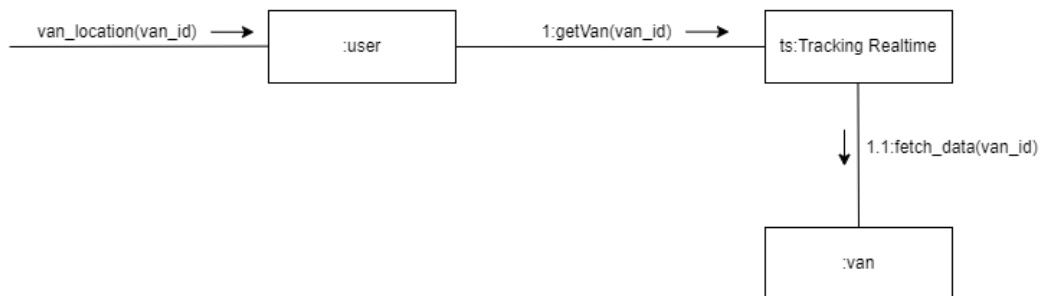 van_location(van_id)
:user
1:getVan(van_id)
ts:Tracking Realtime
1.1:fetch_data(van_id)
:van